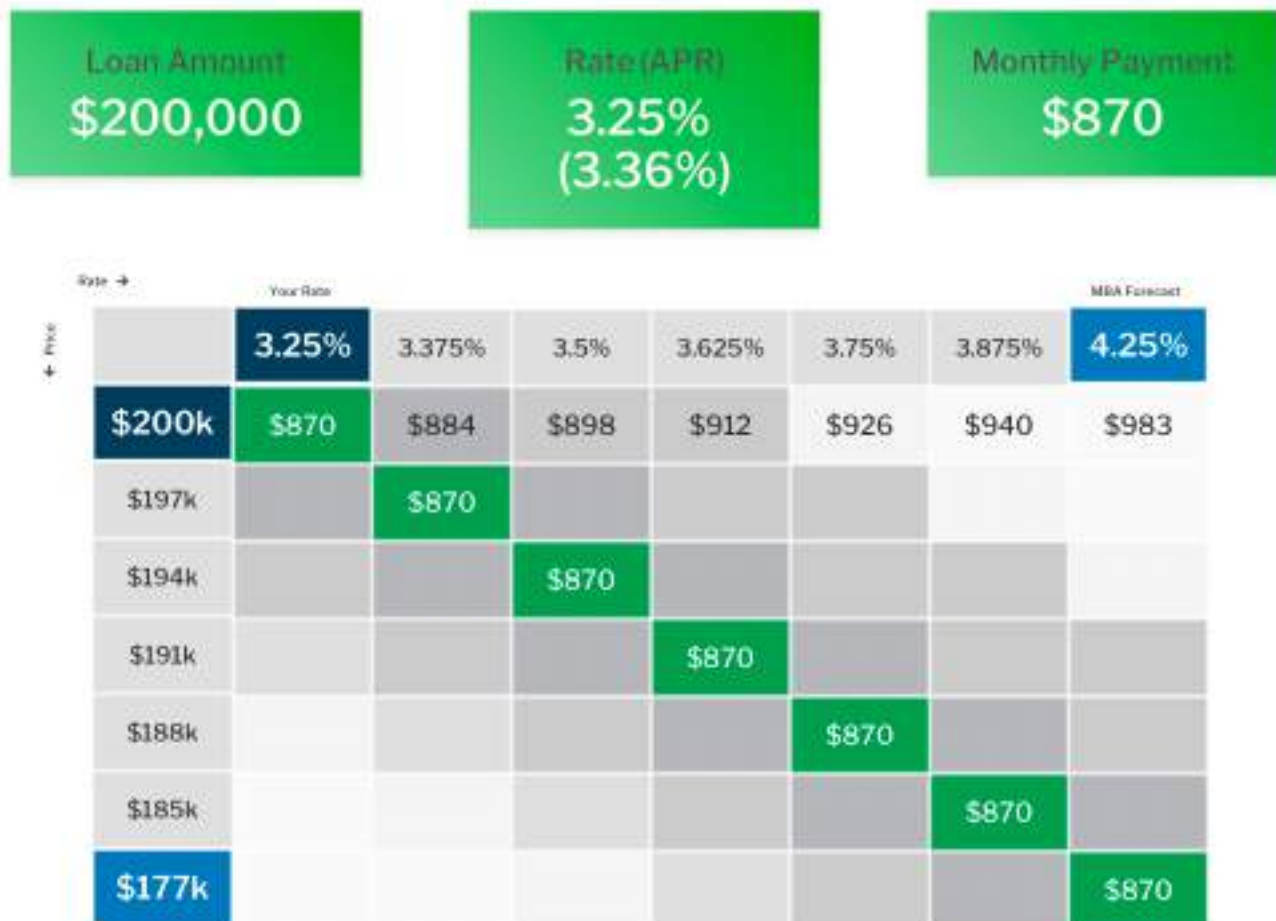 Loan Amount
$200,000
Rate (APR)
3.25%
(3.36%)
Monthly Payment
$870
Rate →
Your Rate
MBA Forecast
← Price
3.25% 3.375% 3.5% 3.625% 3.75% 3.875% 4.25%
$200k $870 $884 $898 $912 $926 $940 $983
$197k $870
$194k $870
$191k $870
$188k $870
$185k $870
$177k $870